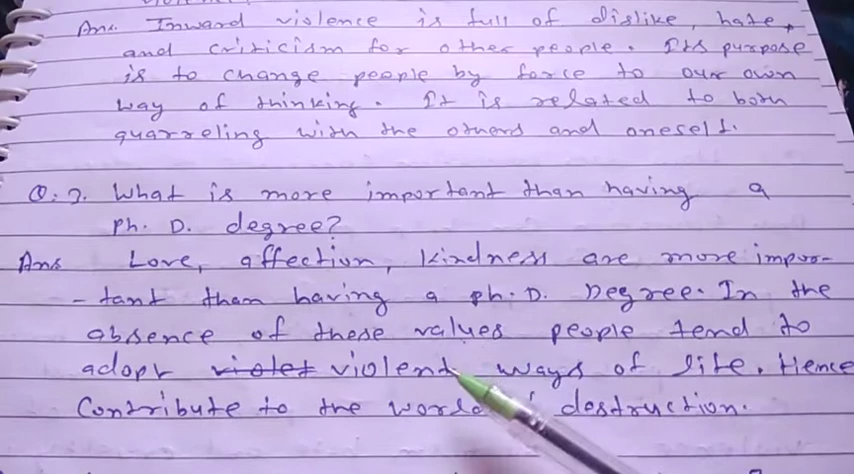 Ans. Inward violence is full of dislike, hate,
and criticism for other people. Its purpose
is to change people by force to our own
way of thinking. It is related to both
quarreling with the others and oneself.
Q.7. What is more important than having a
Ph. D. degree?
Ans Love, affection, kindness are more impor-
-tant than having a ph.D. Degree. In the
absence of these values people tend to
adopt violet violent ways of life. Hence
Contribute to the destruction.